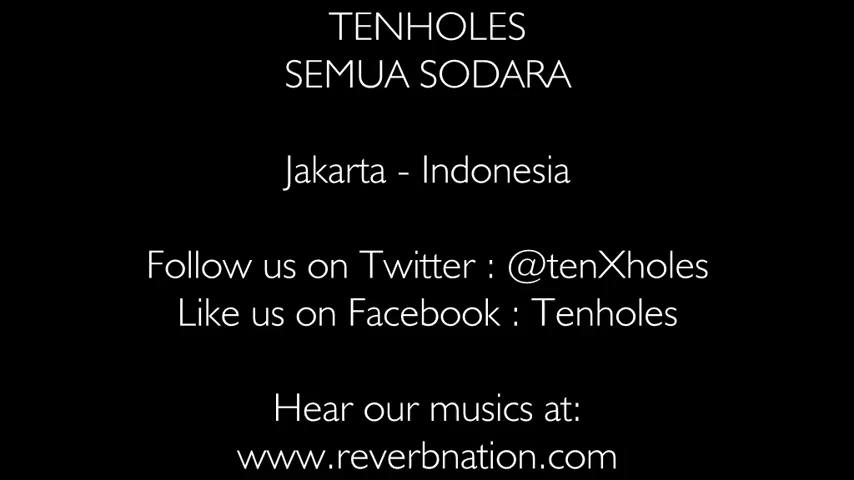 TENHOLES
SEMUA SODARA
Jakarta - Indonesia
Follow us on Twitter : @tenXholes
Like us on Facebook : Tenholes
Hear our musics at:
www.reverbnation.com